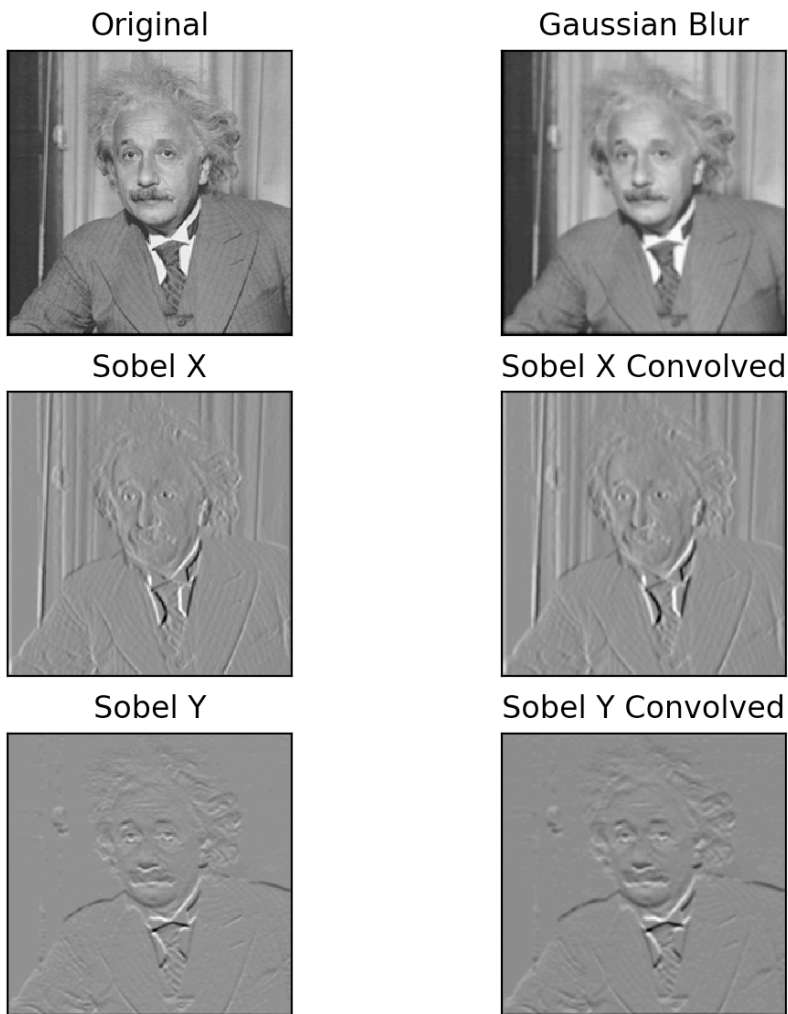 Original
Gaussian Blur
Sobel X
Sobel X Convolved
Sobel Y
Sobel Y Convolved